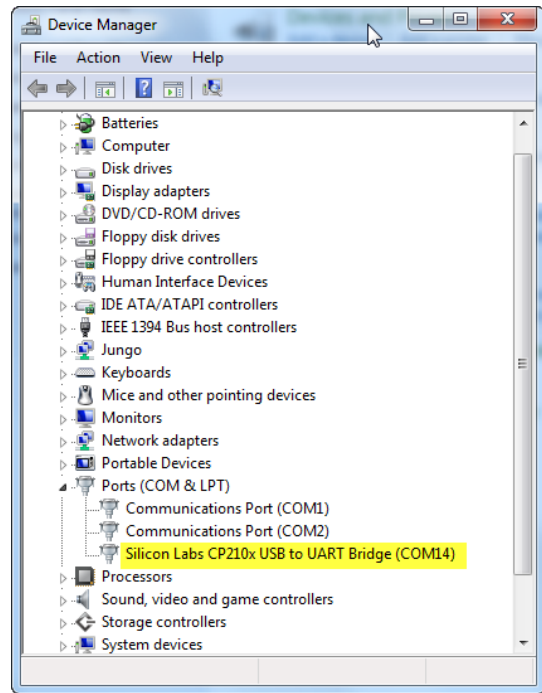 Device Manager
File Action View Help
Batteries
Computer
Disk drives
Display adapters
DVD/CD-ROM drives
Floppy disk drives
Floppy drive controllers
Human Interface Devices
IDE ATA/ATAPI controllers
IEEE 1394 Bus host controllers
Jungo
Keyboards
Mice and other pointing devices
Monitors
Network adapters
Portable Devices
Ports (COM & LPT)
Communications Port (COM1)
Communications Port (COM2)
Silicon Labs CP210x USB to UART Bridge (COM14)
Processors
Sound, video and game controllers
Storage controllers
System devices